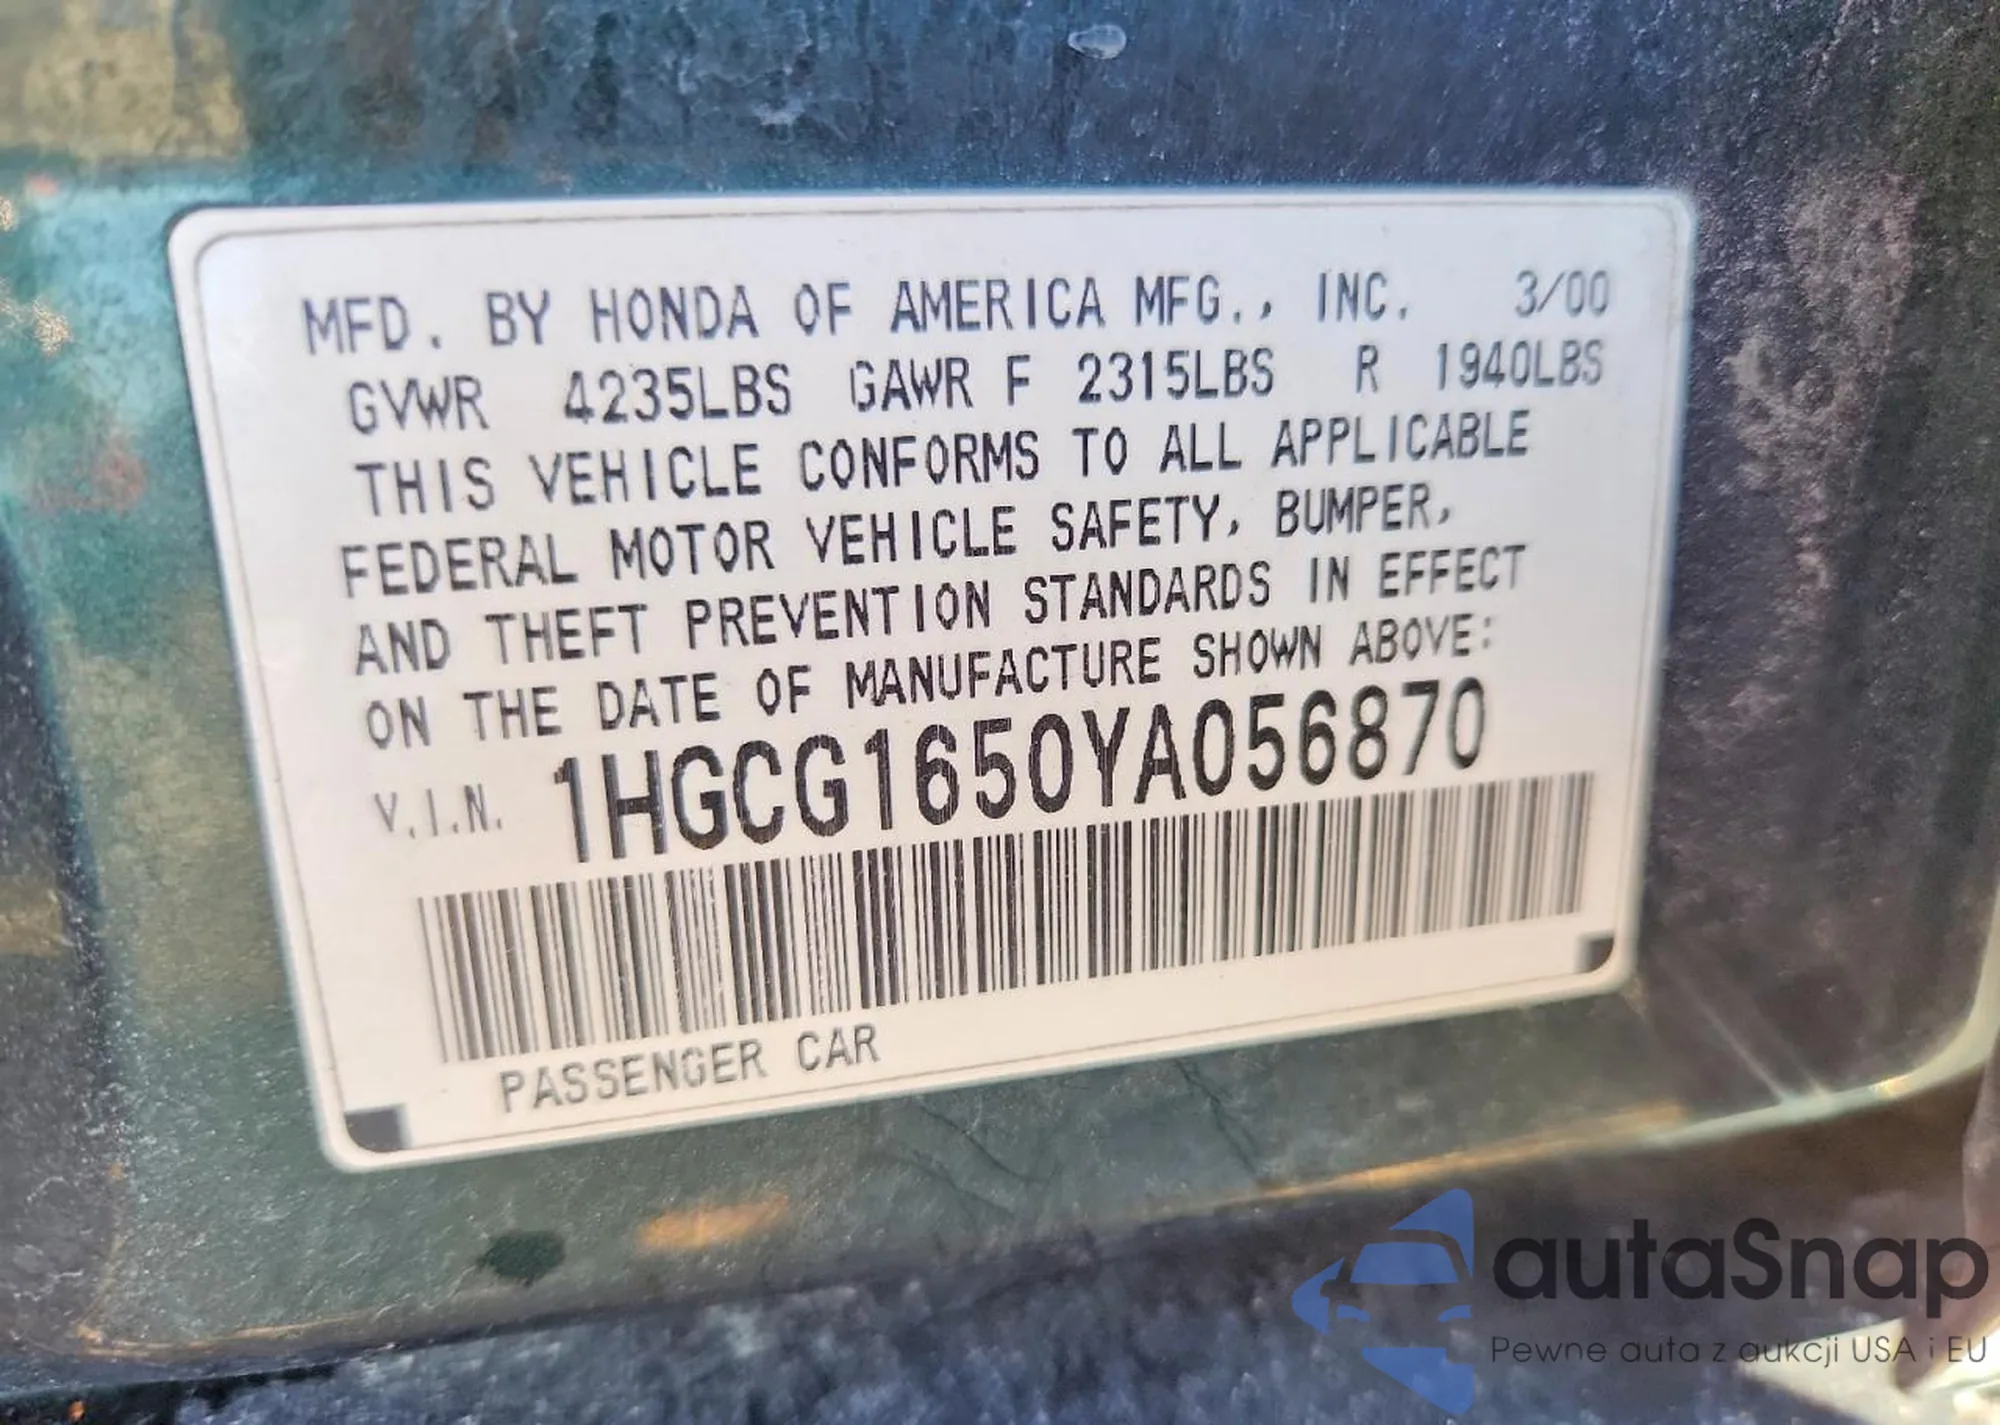 MFD. BY HONDA OF AMERICA MFG., INC. 3/00
GVWR 4235LBS GAWR F 2315LBS R 1940LBS
THIS VEHICLE CONFORMS TO ALL APPLICABLE
FEDERAL MOTOR VEHICLE SAFETY, BUMPER,
AND THEFT PREVENTION STANDARDS IN EFFECT
ON THE DATE OF MANUFACTURE SHOWN ABOVE:
V.I.N. 1HGCG1650YA056870
PASSENGER CAR
autaSnap
Pewne auta z aukcji USA i EU